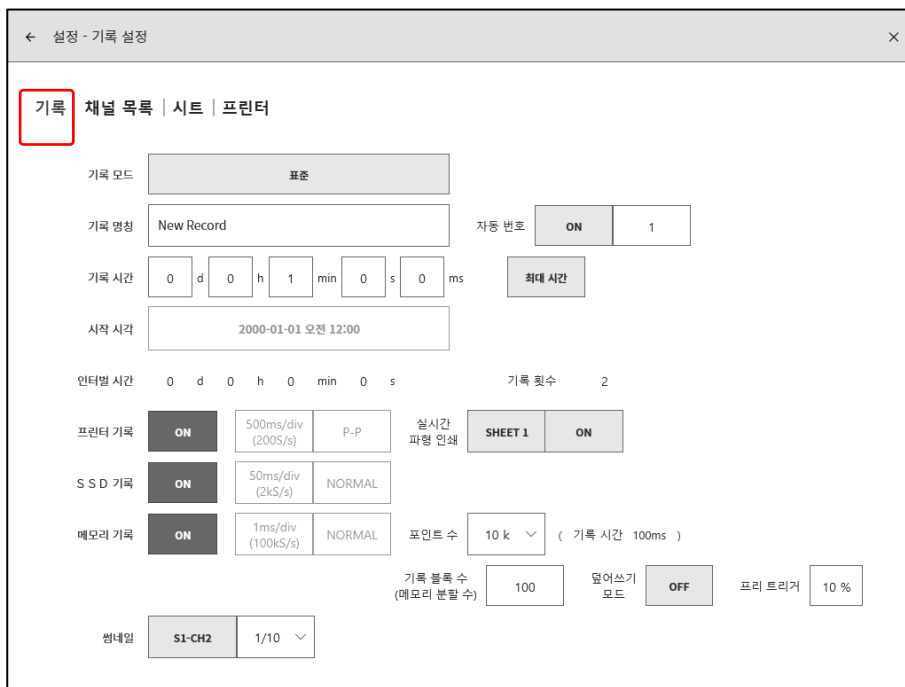 ← 설정 - 기록 설정 ×
기록 채널 목록 | 시트 | 프린터
기록 모드 표준
기록 명칭 New Record 자동 번호 ON 1
기록 시간 0 d 0 h 1 min 0 s 0 ms 최대 시간
시작 시각 2000-01-01 오전 12:00
인터벌 시간 0 d 0 h 0 min 0 s 기록 횟수 2
프린터 기록 ON 500ms/div (200S/s) P-P 실시간 파형 인쇄 SHEET 1 ON
S S D 기록 ON 50ms/div (2kS/s) NORMAL
메모리 기록 ON 1ms/div (100kS/s) NORMAL 포인트 수 10 k ( 기록 시간 100ms )
기록 블록 수 (메모리 분할 수) 100 덮어쓰기 모드 OFF 프리 트리거 10 %
썸네일 S1-CH2 1/10